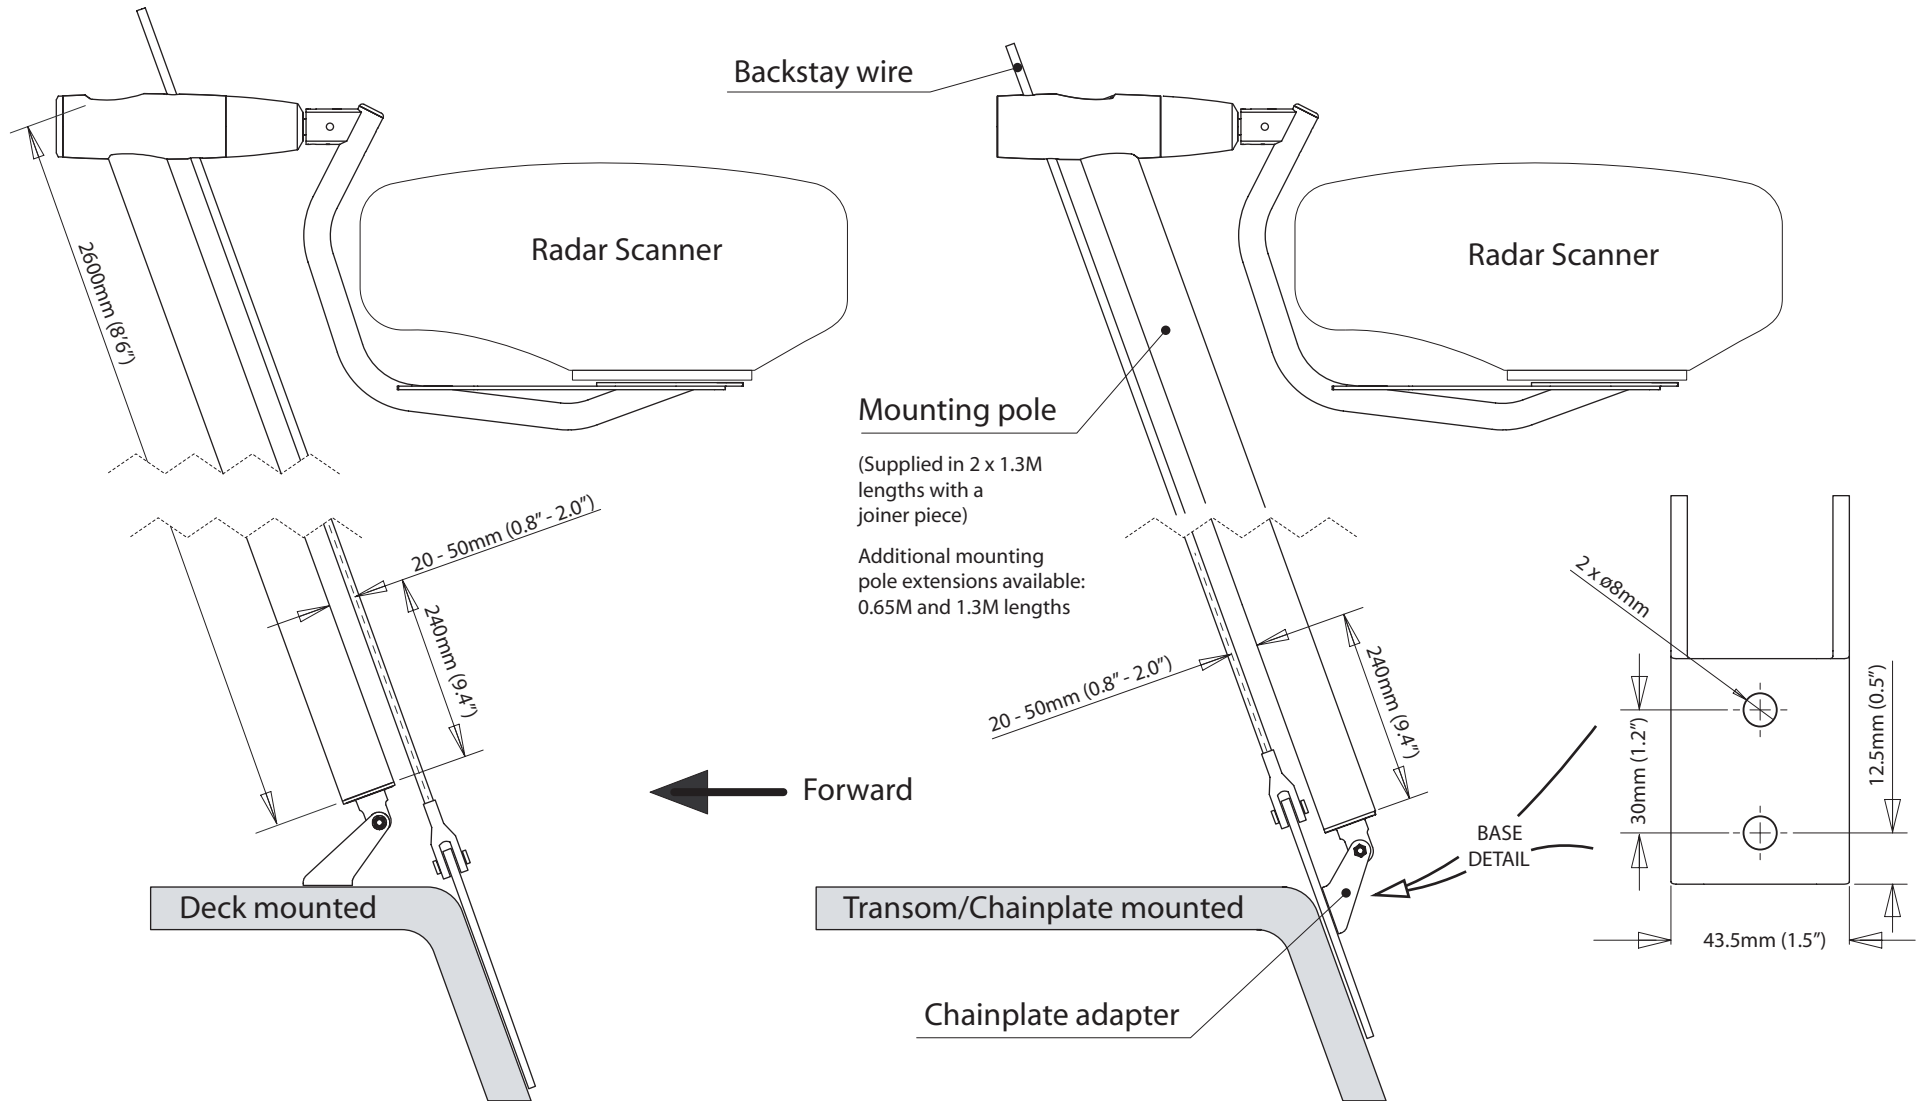 Backstay wire
Radar Scanner
Radar Scanner
2600mm (8'6")
Mounting pole
(Supplied in 2 x 1.3M
lengths with a
joiner piece)
Additional mounting
pole extensions available:
0.65M and 1.3M lengths
20 - 50mm (0.8" - 2.0")
240mm (9.4")
20 - 50mm (0.8" - 2.0")
240mm (9.4")
2 x ø8mm
30mm (1.2")
12.5mm (0.5")
43.5mm (1.5")
Forward
BASE
DETAIL
Deck mounted
Transom/Chainplate mounted
Chainplate adapter